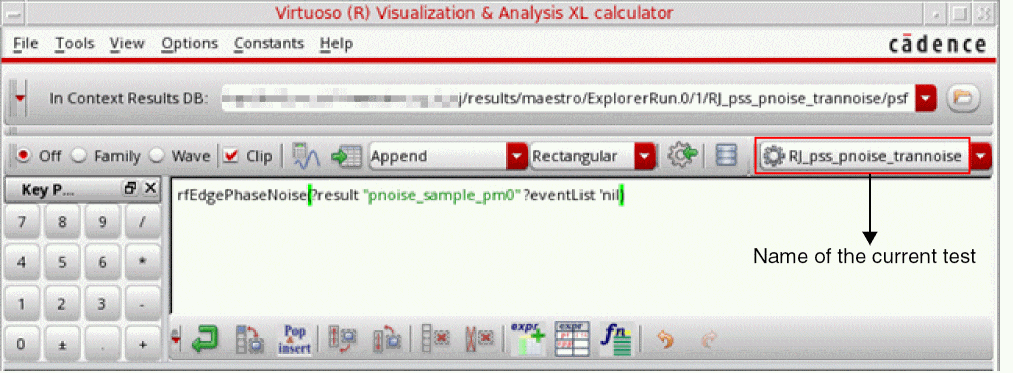 Virtuoso (R) Visualization & Analysis XL calculator
File Tools View Options Constants Help
cādence
In Context Results DB: j/results/maestro/ExplorerRun.0/1/RJ_pss_pnoise_trannoise/psf
Off Family Wave Clip Append Rectangular RJ_pss_pnoise_trannoise
Key P...
rfEdgePhaseNoise(?result "pnoise_sample_pm0" ?eventList 'nil)
7 8 9 /
4 5 6 *
Name of the current test
1 2 3 -
0 ± . +
Pop insert
expr
expr
fn